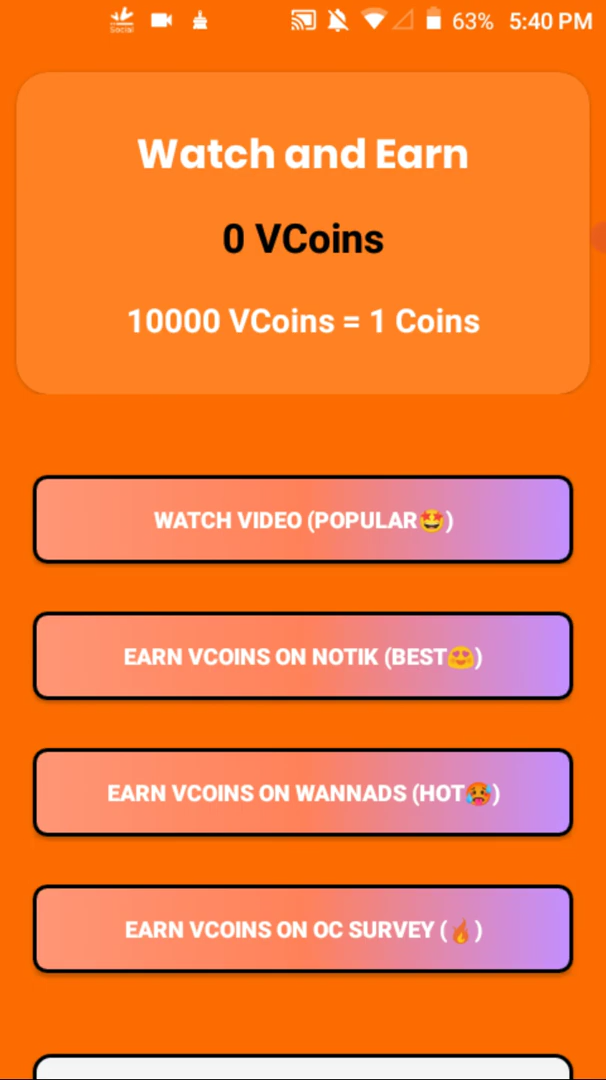 Social
63% 5:40 PM
Watch and Earn
0 VCoins
10000 VCoins = 1 Coins
WATCH VIDEO (POPULAR🤩)
EARN VCOINS ON NOTIK (BEST😍)
EARN VCOINS ON WANNADS (HOT🥵)
EARN VCOINS ON OC SURVEY (🔥)